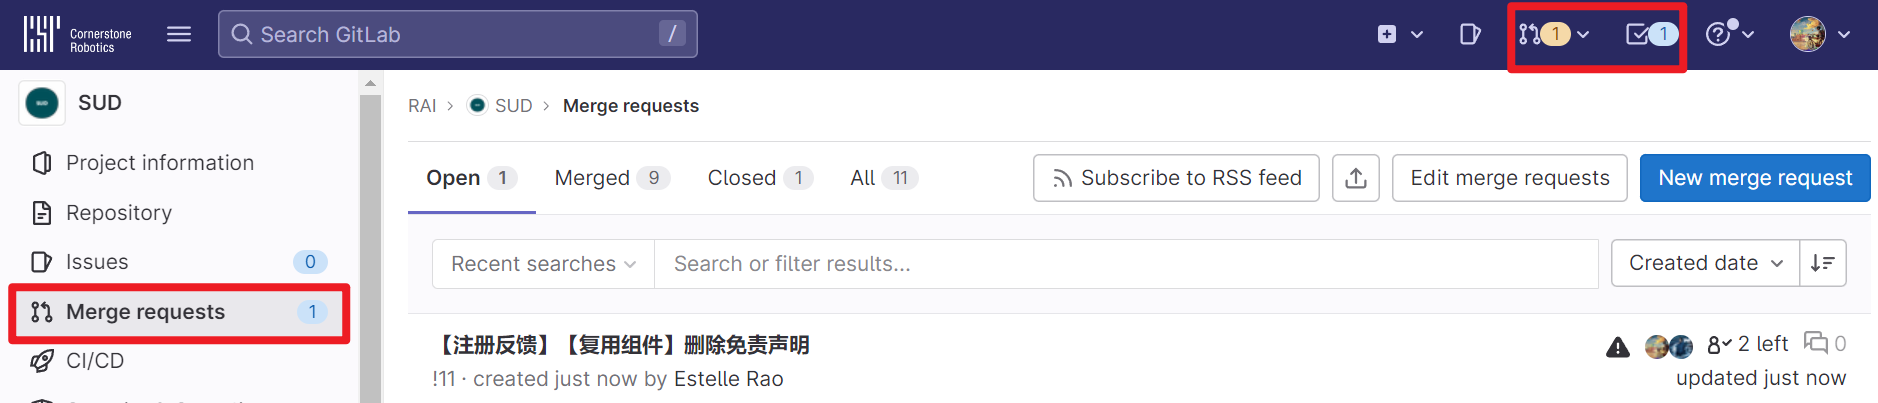 Cornerstone
Robotics
Search GitLab /
1
1
SUD
Project information
Repository
Issues 0
Merge requests 1
CI/CD
RAI > SUD > Merge requests
Open 1 Merged 9 Closed 1 All 11
Subscribe to RSS feed
Edit merge requests
New merge request
Recent searches
Search or filter results...
Created date
【注册反馈】【复用组件】删除免责声明
2 left 0
!11 · created just now by Estelle Rao
updated just now